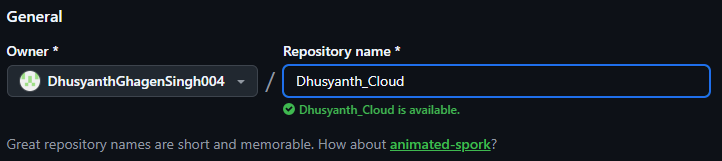 General
Owner * Repository name *
DhusyanthGhagenSingh004 / Dhusyanth_Cloud
Dhusyanth_Cloud is available.
Great repository names are short and memorable. How about animated-spork?